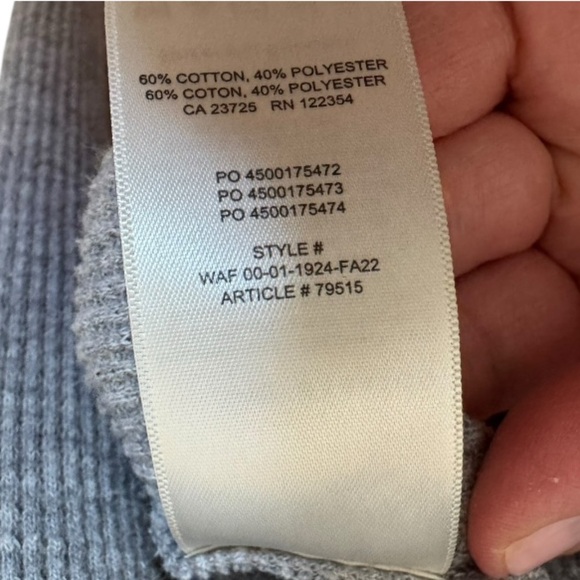 60% COTTON, 40% POLYESTER
60% COTON, 40% POLYESTER
CA 23725 RN 122354
PO 4500175472
PO 4500175473
PO 4500175474
STYLE #
WAF 00-01-1924-FA22
ARTICLE # 79515